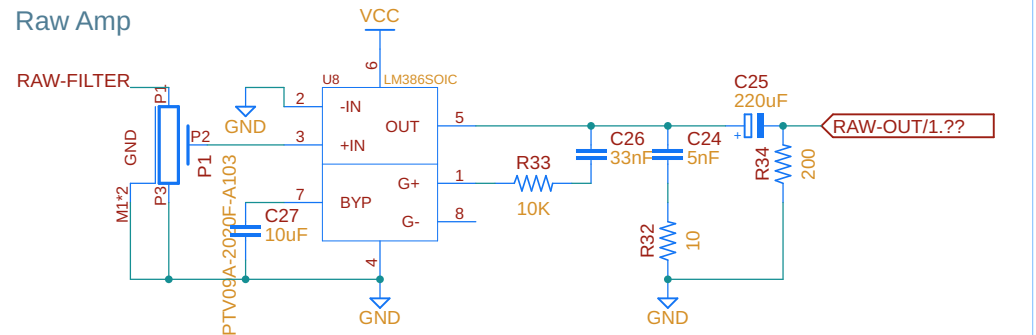 Raw Amp
VCC
RAW-FILTER
P1
6
U8
LM386SOIC
2
-IN
GND
GND
P2
3
+IN
OUT
5
C25
220uF
+
RAW-OUT/1.??
C26
33nF
C24
5nF
R34
200
P1
R33
10K
G+
1
M1*2
P3
PTV09A-2020F-A103
7
BYP
G-
8
C27
10uF
R32
10
4
GND
GND